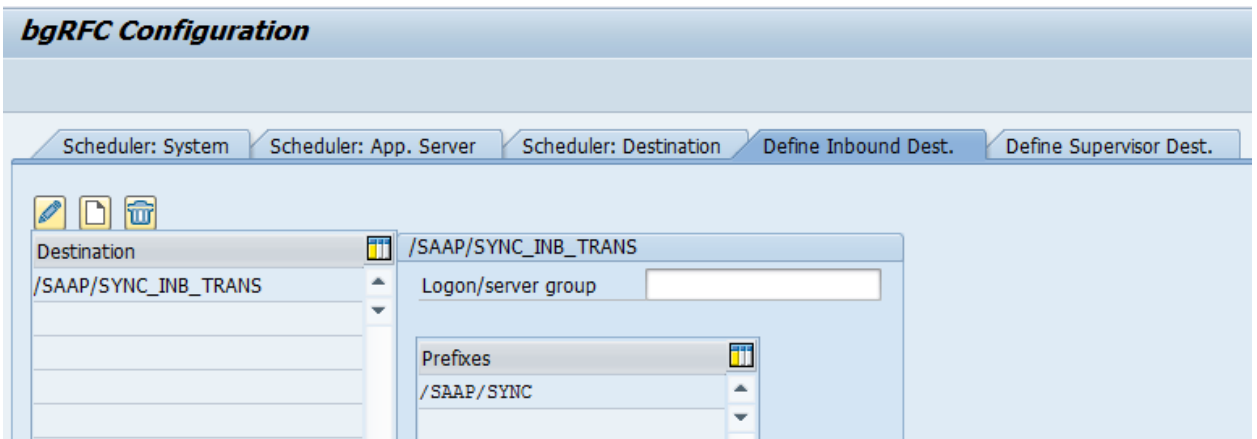 bgRFC Configuration
Scheduler: System Scheduler: App. Server Scheduler: Destination Define Inbound Dest. Define Supervisor Dest.
Destination
/SAAP/SYNC_INB_TRANS
/SAAP/SYNC_INB_TRANS
Logon/server group
Prefixes
/SAAP/SYNC